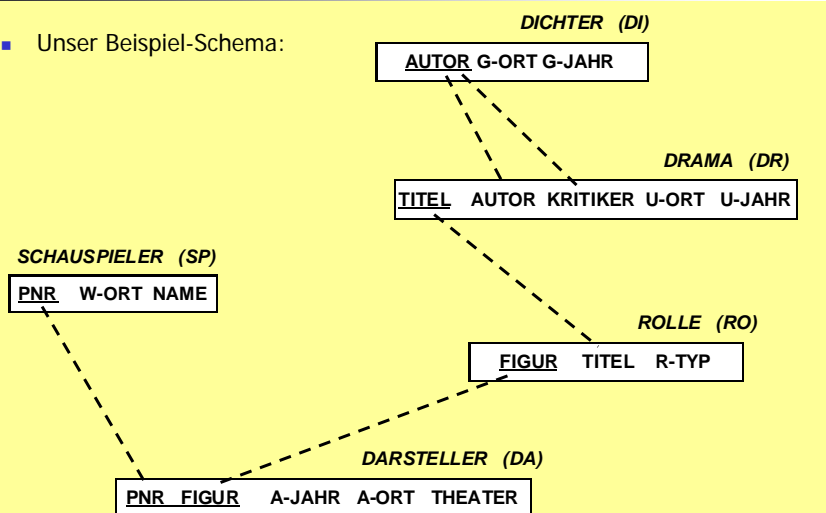 Unser Beispiel-Schema:
DICHTER (DI)
AUTOR G-ORT G-JAHR
DRAMA (DR)
TITEL AUTOR KRITIKER U-ORT U-JAHR
SCHAUSPIELER (SP)
PNR W-ORT NAME
ROLLE (RO)
FIGUR TITEL R-TYP
DARSTELLER (DA)
PNR FIGUR A-JAHR A-ORT THEATER